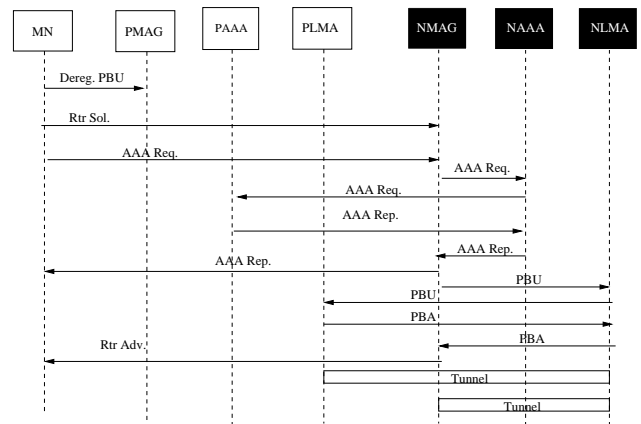 MN PMAG PAAA PLMA NMAG NAAA NLMA
Dereg. PBU
Rtr Sol.
AAA Req.
AAA Req.
AAA Req.
AAA Rep.
AAA Rep.
AAA Rep.
PBU
PBU
PBA
PBA
Rtr Adv.
Tunnel
Tunnel